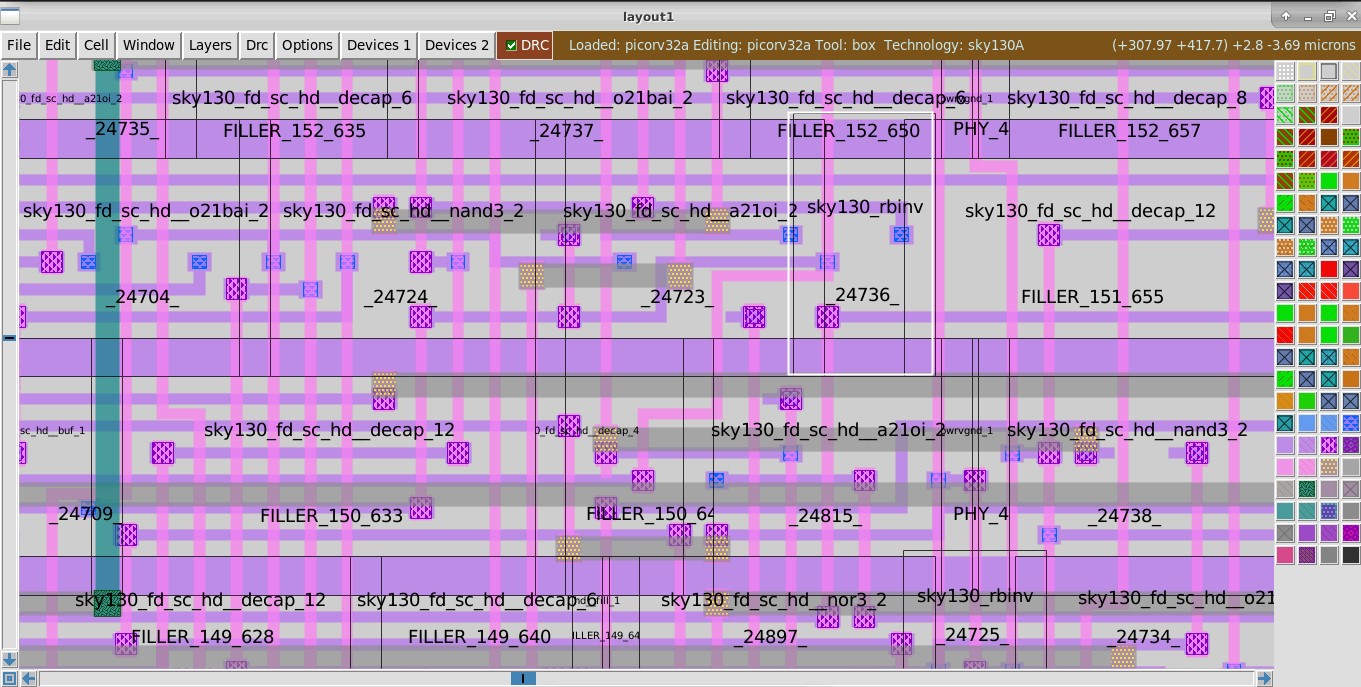 layout1
File Edit Cell Window Layers Drc Options Devices 1 Devices 2 DRC Loaded: picorv32a Editing: picorv32a Tool: box Technology: sky130A (+307.97 +417.7) +2.8 -3.69 microns
0_fd_sc_hd__a21oi_2 sky130_fd_sc_hd__decap_6 sky130_fd_sc_hd__o21bai_2 sky130_fd_sc_hd__decap_6 wrvgnd_1 sky130_fd_sc_hd__decap_8
_24735_ FILLER_152_635 _24737_ FILLER_152_650 PHY_4 FILLER_152_657
sky130_fd_sc_hd__o21bai_2 sky130_fd_sc_hd__nand3_2 sky130_fd_sc_hd__a21oi_2 sky130_rbinv sky130_fd_sc_hd__decap_12
_24704_ _24724_ _24723_ _24736_ FILLER_151_655
sc_hd__buf_1 sky130_fd_sc_hd__decap_12 0_fd_sc_hd__decap_4 sky130_fd_sc_hd__a21oi_2 wrvgnd_1 sky130_fd_sc_hd__nand3_2
_24709_ FILLER_150_633 FILLER_150_64 _24815_ PHY_4 _24738_
sky130_fd_sc_hd__decap_12 sky130_fd_sc_hd__decap_6 sky130_fd_sc_hd__nor3_2 sky130_rbinv sky130_fd_sc_hd__o21
FILLER_149_628 FILLER_149_640 ILLER_149_64 _24897_ _24725_ _24734_